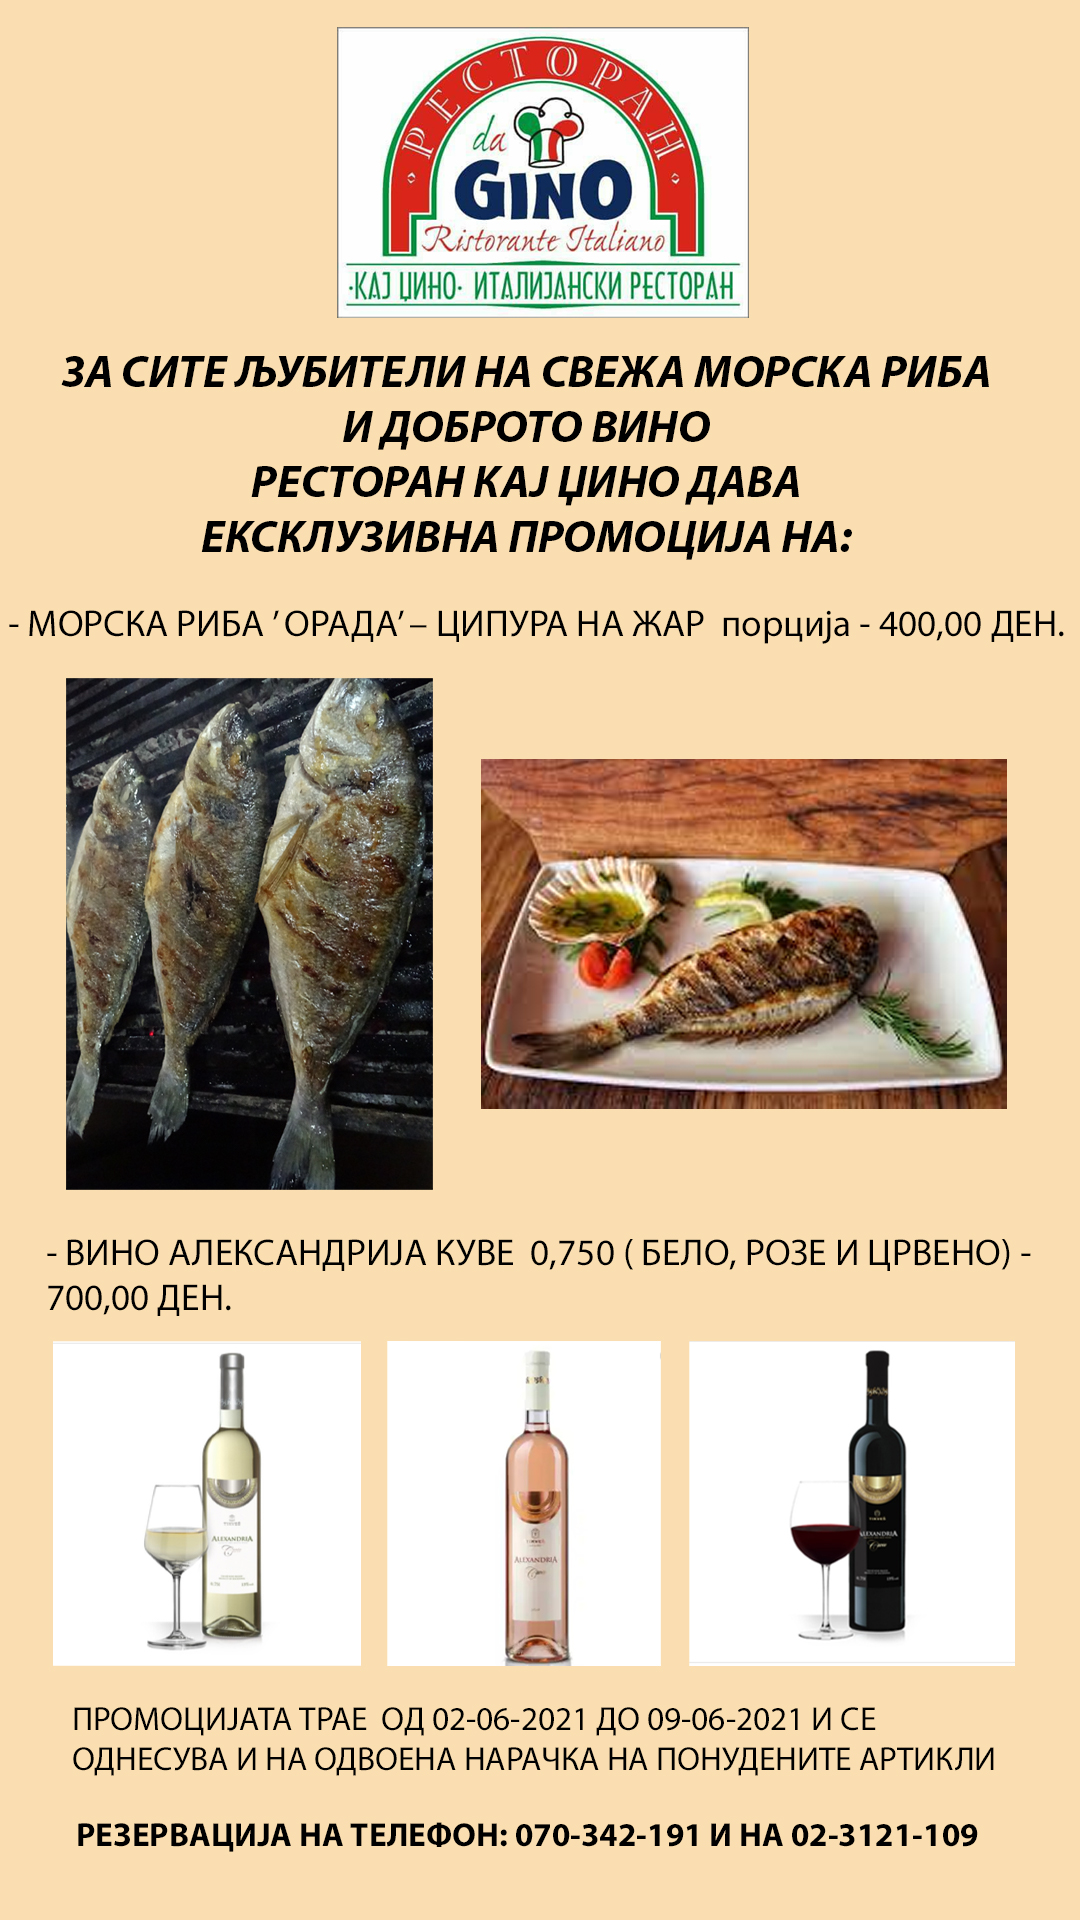 РЕСТОРАН
da
GINO
Ristorante Italiano
·КАЈ ЏИНО· ИТАЛИЈАНСКИ РЕСТОРАН
ЗА СИТЕ ЉУБИТЕЛИ НА СВЕЖА МОРСКА РИБА
И ДОБРОТО ВИНО
РЕСТОРАН КАЈ ЏИНО ДАВА
ЕКСКЛУЗИВНА ПРОМОЦИЈА НА:
- МОРСКА РИБА ’ ОРАДА’ – ЦИПУРА НА ЖАР порција - 400,00 ДЕН.
- ВИНО АЛЕКСАНДРИЈА КУВЕ 0,750 ( БЕЛО, РОЗЕ И ЦРВЕНО) -
700,00 ДЕН.
ALEXANDRIA
ALEXANDRIA
ALEXANDRIA
ПРОМОЦИЈАТА ТРАЕ ОД 02-06-2021 ДО 09-06-2021 И СЕ
ОДНЕСУВА И НА ОДВОЕНА НАРАЧКА НА ПОНУДЕНИТЕ АРТИКЛИ
РЕЗЕРВАЦИЈА НА ТЕЛЕФОН: 070-342-191 И НА 02-3121-109